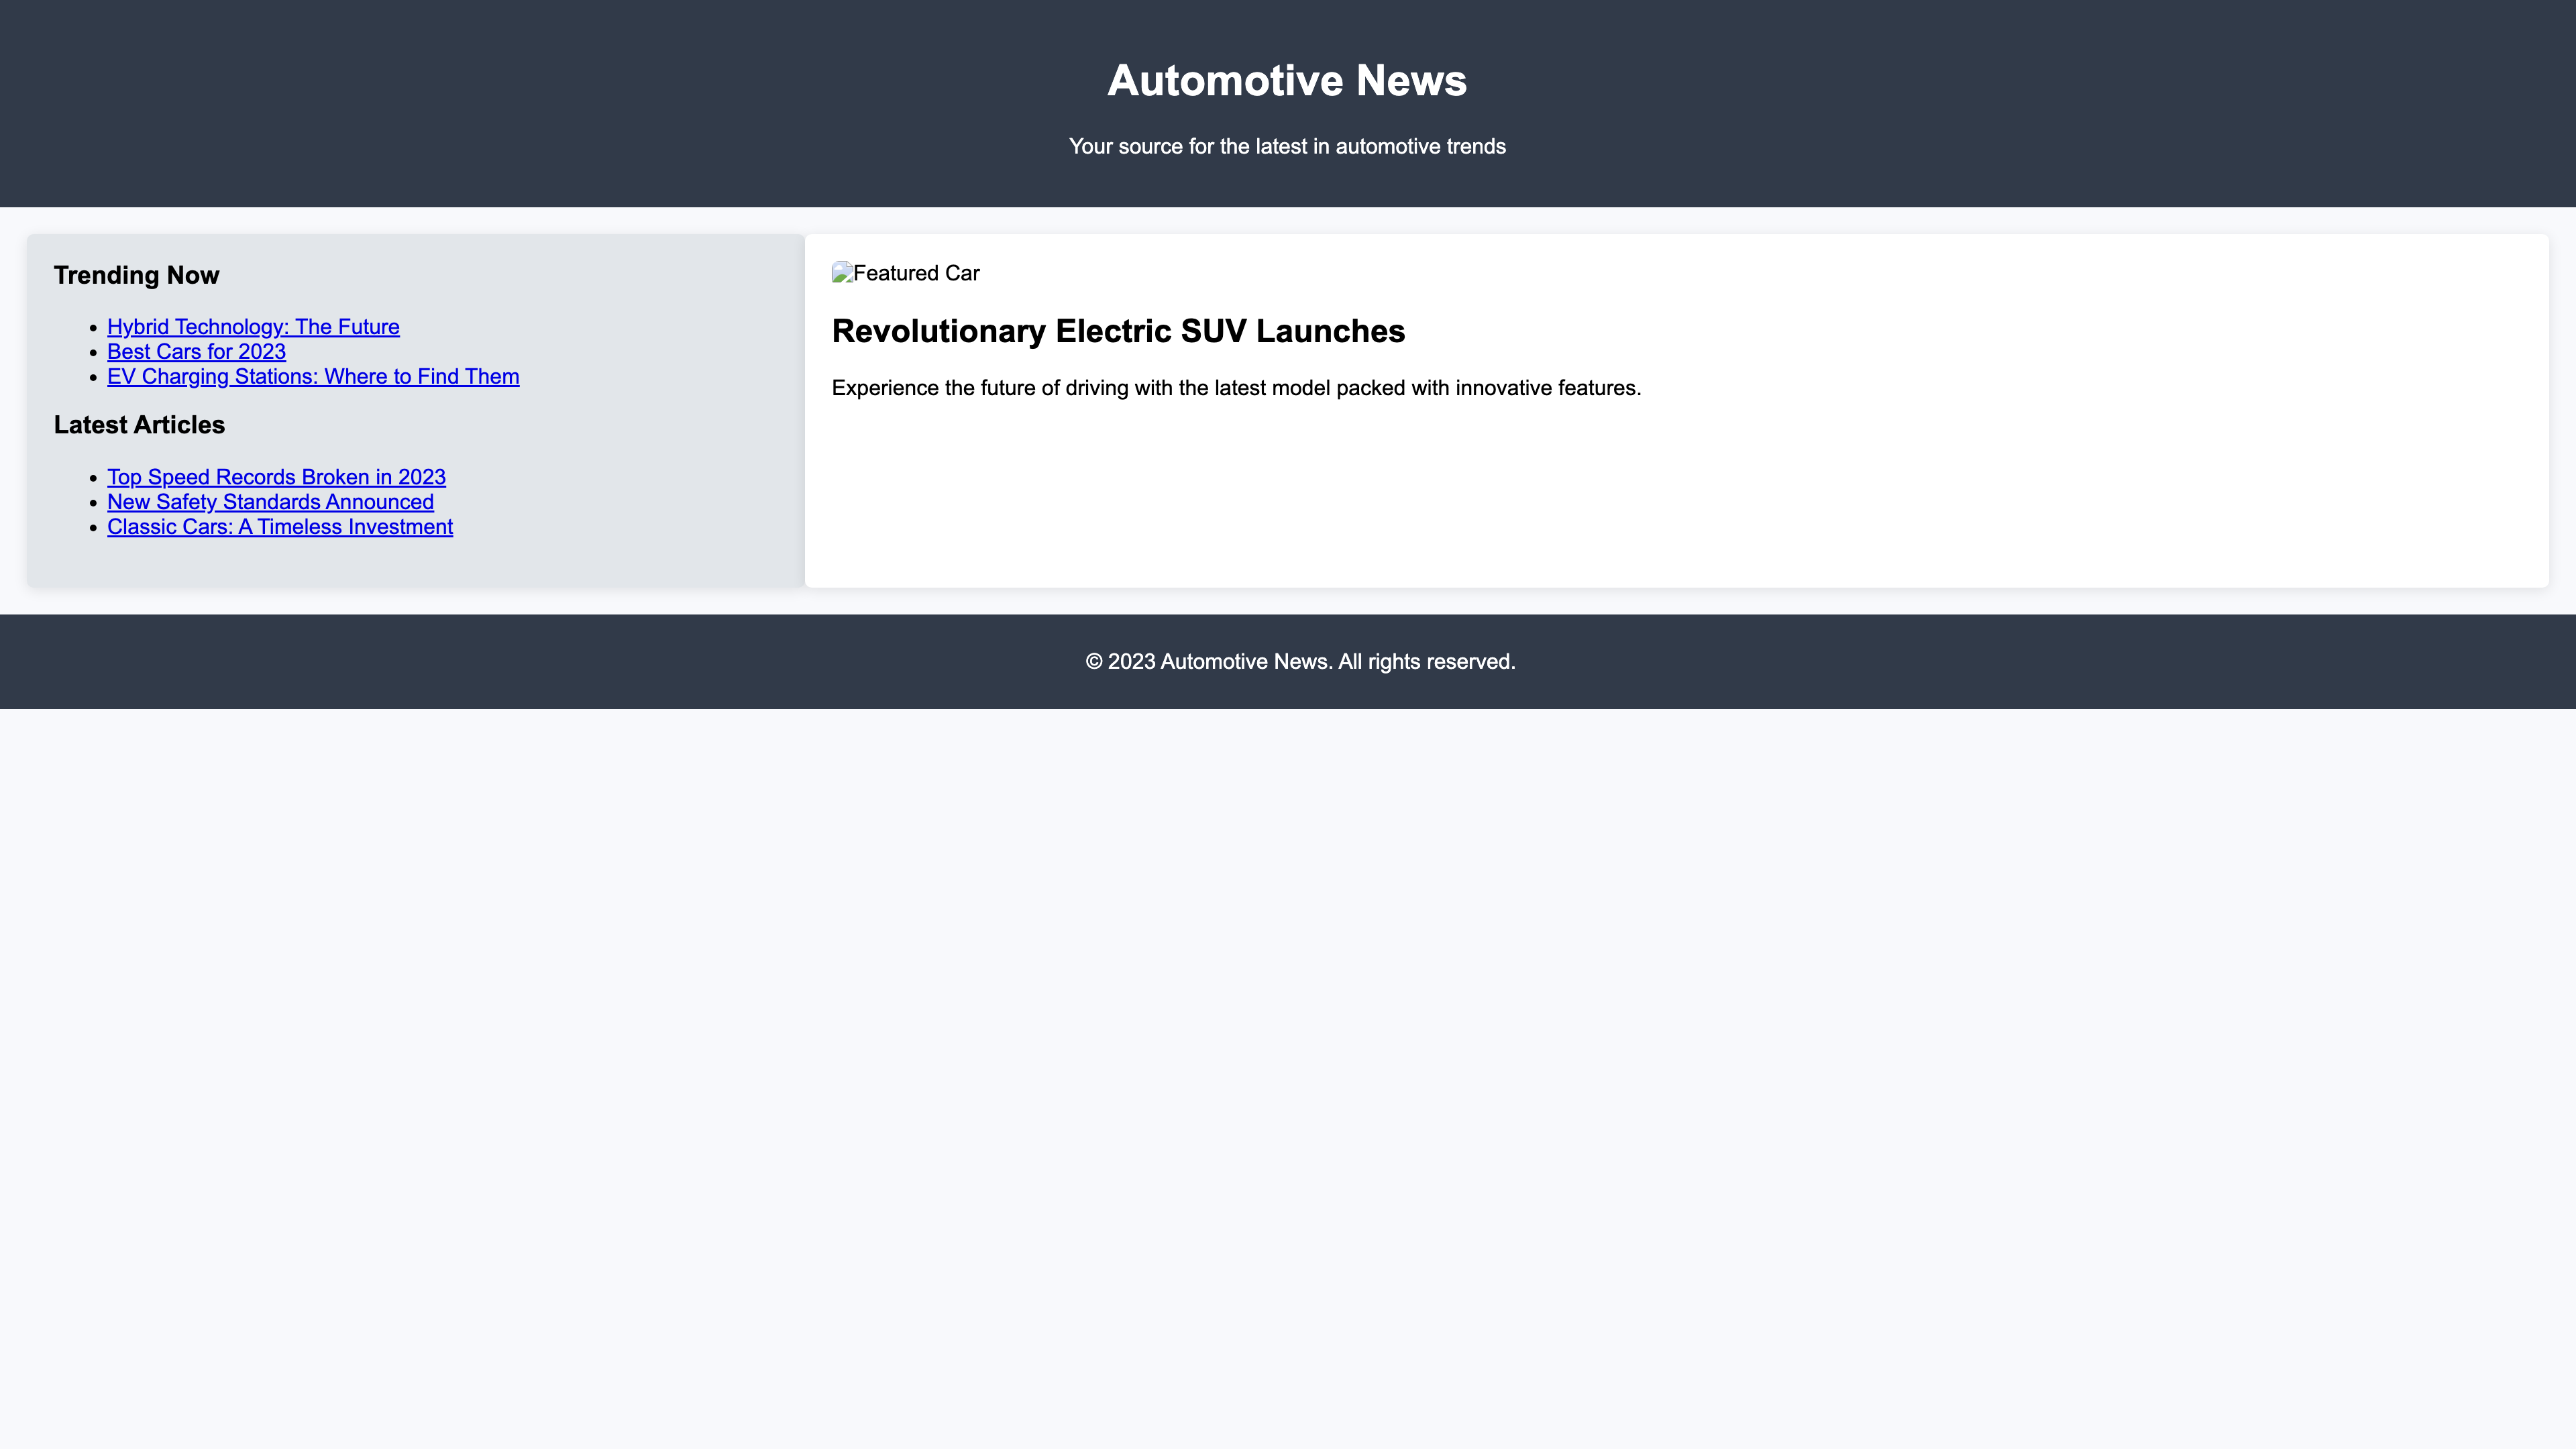 Automotive News
Your source for the latest in automotive trends
Trending Now
Hybrid Technology: The Future
Best Cars for 2023
EV Charging Stations: Where to Find Them
Latest Articles
Top Speed Records Broken in 2023
New Safety Standards Announced
Classic Cars: A Timeless Investment
Featured Car
Revolutionary Electric SUV Launches
Experience the future of driving with the latest model packed with innovative features.
© 2023 Automotive News. All rights reserved.